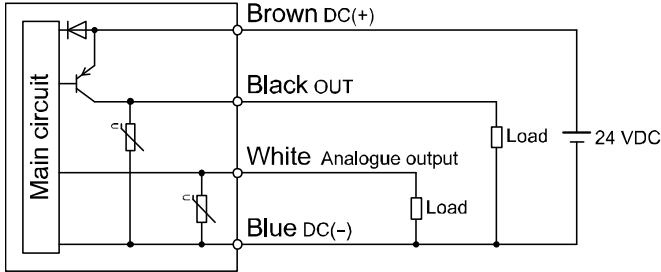 Main circuit
Brown DC(+)
Black OUT
White Analogue output
Blue DC(−)
Load
Load
24 VDC
U
U